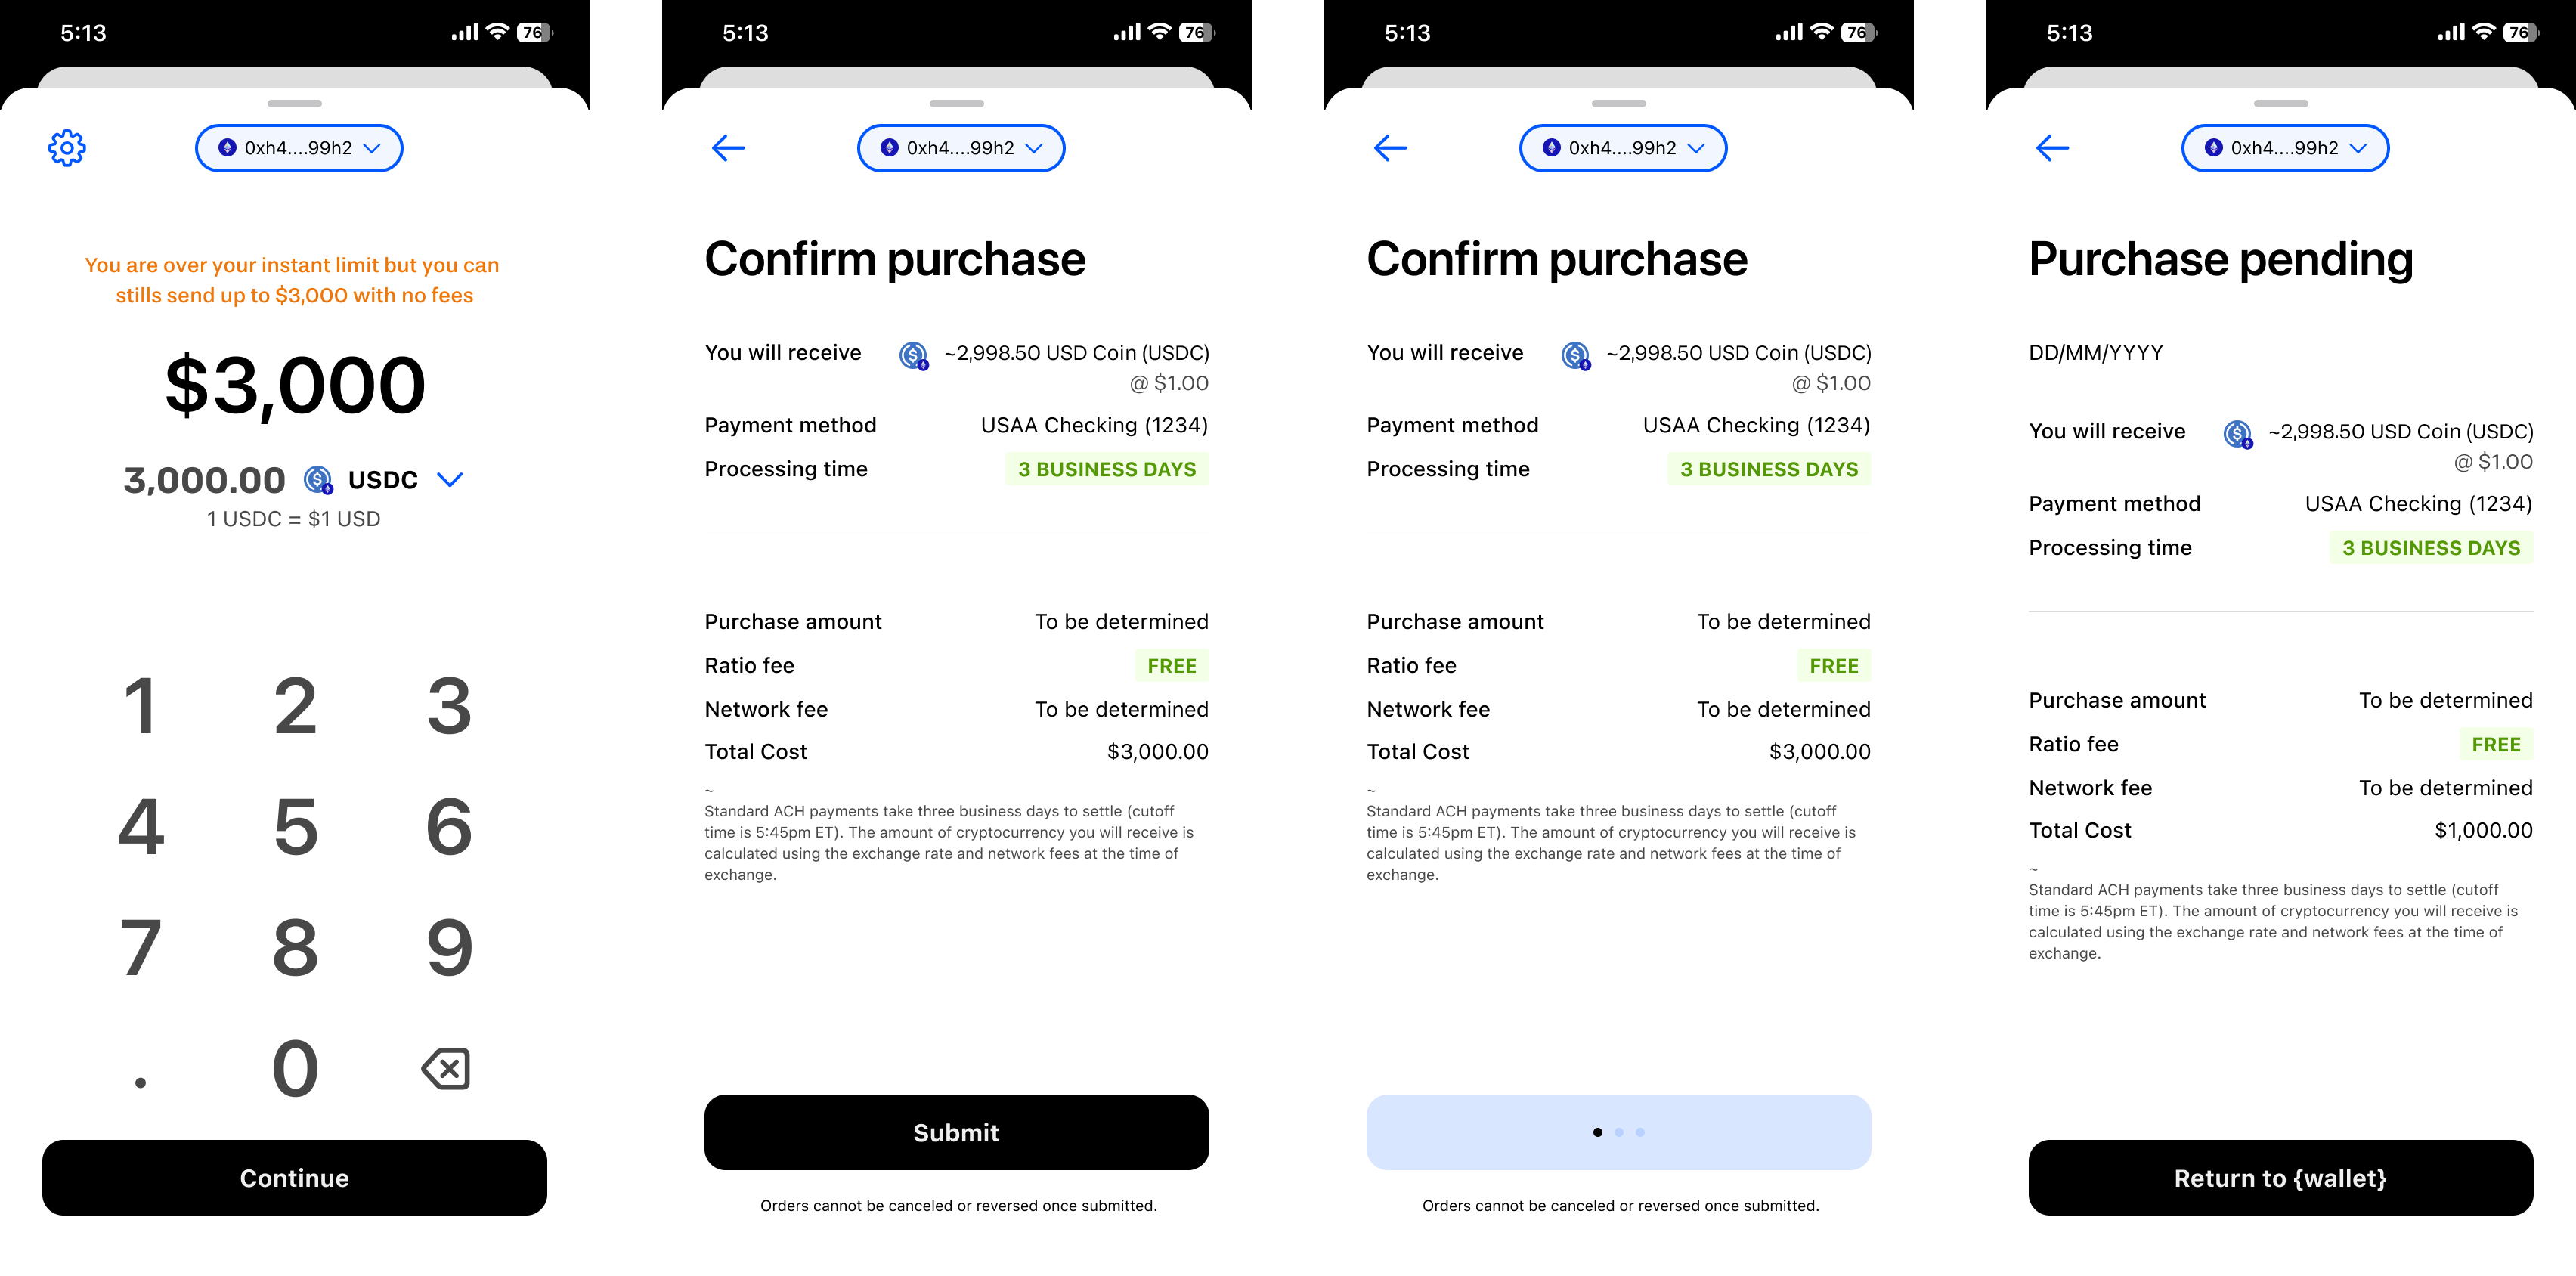 5:13
76
0xh4....99h2
You are over your instant limit but you can
stills send up to $3,000 with no fees
$3,000
3,000.00 USDC
1 USDC = $1 USD
1 2 3
4 5 6
7 8 9
. 0
Continue
5:13
76
0xh4....99h2
Confirm purchase
You will receive ~2,998.50 USD Coin (USDC)
@ $1.00
Payment method USAA Checking (1234)
Processing time 3 BUSINESS DAYS
Purchase amount To be determined
Ratio fee FREE
Network fee To be determined
Total Cost $3,000.00
~
Standard ACH payments take three business days to settle (cutoff
time is 5:45pm ET). The amount of cryptocurrency you will receive is
calculated using the exchange rate and network fees at the time of
exchange.
Submit
Orders cannot be canceled or reversed once submitted.
5:13
76
0xh4....99h2
Confirm purchase
You will receive ~2,998.50 USD Coin (USDC)
@ $1.00
Payment method USAA Checking (1234)
Processing time 3 BUSINESS DAYS
Purchase amount To be determined
Ratio fee FREE
Network fee To be determined
Total Cost $3,000.00
~
Standard ACH payments take three business days to settle (cutoff
time is 5:45pm ET). The amount of cryptocurrency you will receive is
calculated using the exchange rate and network fees at the time of
exchange.
Orders cannot be canceled or reversed once submitted.
5:13
76
0xh4....99h2
Purchase pending
DD/MM/YYYY
You will receive ~2,998.50 USD Coin (USDC)
@ $1.00
Payment method USAA Checking (1234)
Processing time 3 BUSINESS DAYS
Purchase amount To be determined
Ratio fee FREE
Network fee To be determined
Total Cost $1,000.00
~
Standard ACH payments take three business days to settle (cutoff
time is 5:45pm ET). The amount of cryptocurrency you will receive is
calculated using the exchange rate and network fees at the time of
exchange.
Return to {wallet}